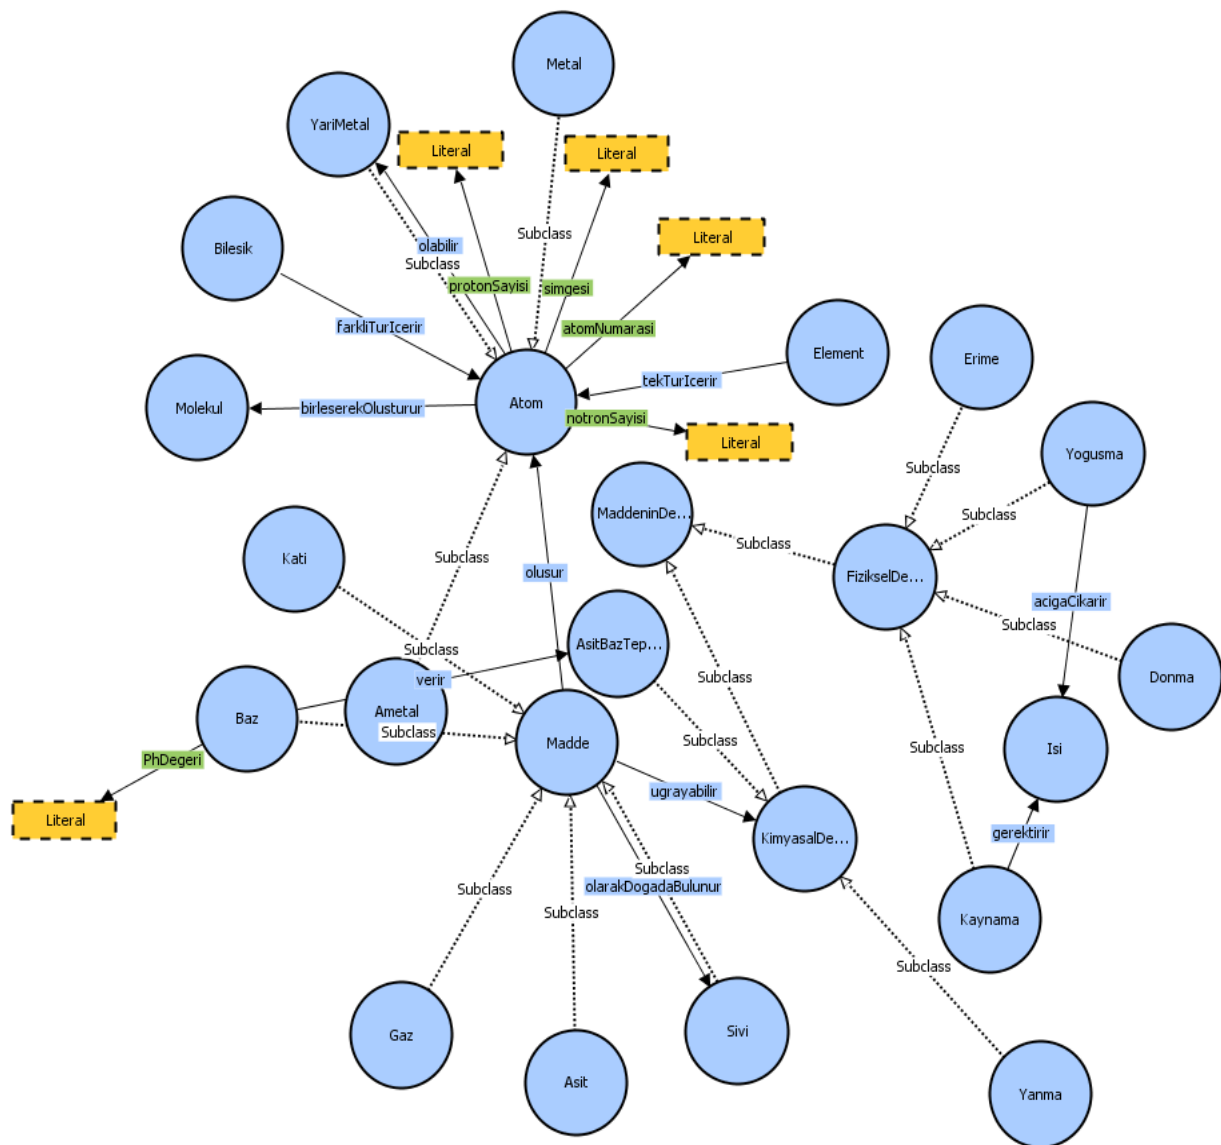 Metal
YariMetal
Literal
Literal
Subclass
Literal
olabilir
Bilesik
Subclass
protonSayisi
simgesi
atomNumarasi
farkliTurIcerir
Element
Erime
tekTurIcerir
Molekul
birleserekOlusturur
Atom
notronSayisi
Literal
Yogusma
Subclass
MaddeninDe...
Subclass
Subclass
Kati
Subclass
olusur
FizikselDe...
acigaCikarir
Subclass
AsitBazTep...
Subclass
verir
Subclass
Donma
Baz
Ametal
Subclass
Madde
Subclass
Isi
Subclass
PhDegeri
ugrayabilir
Literal
KimyasalDe...
gerektirir
Subclass
Subclass
olarakDogadaBulunur
Subclass
Kaynama
Subclass
Gaz
Sivi
Asit
Yanma